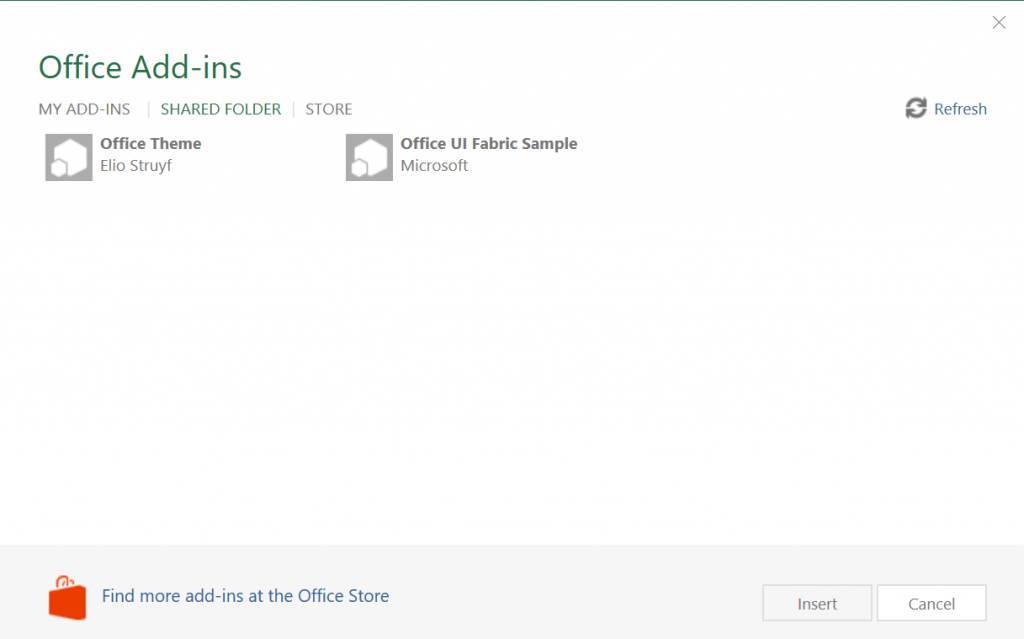 Office Add-ins
MY ADD-INS | SHARED FOLDER | STORE
Refresh
Office Theme
Elio Struyf
Office UI Fabric Sample
Microsoft
Find more add-ins at the Office Store
Insert
Cancel